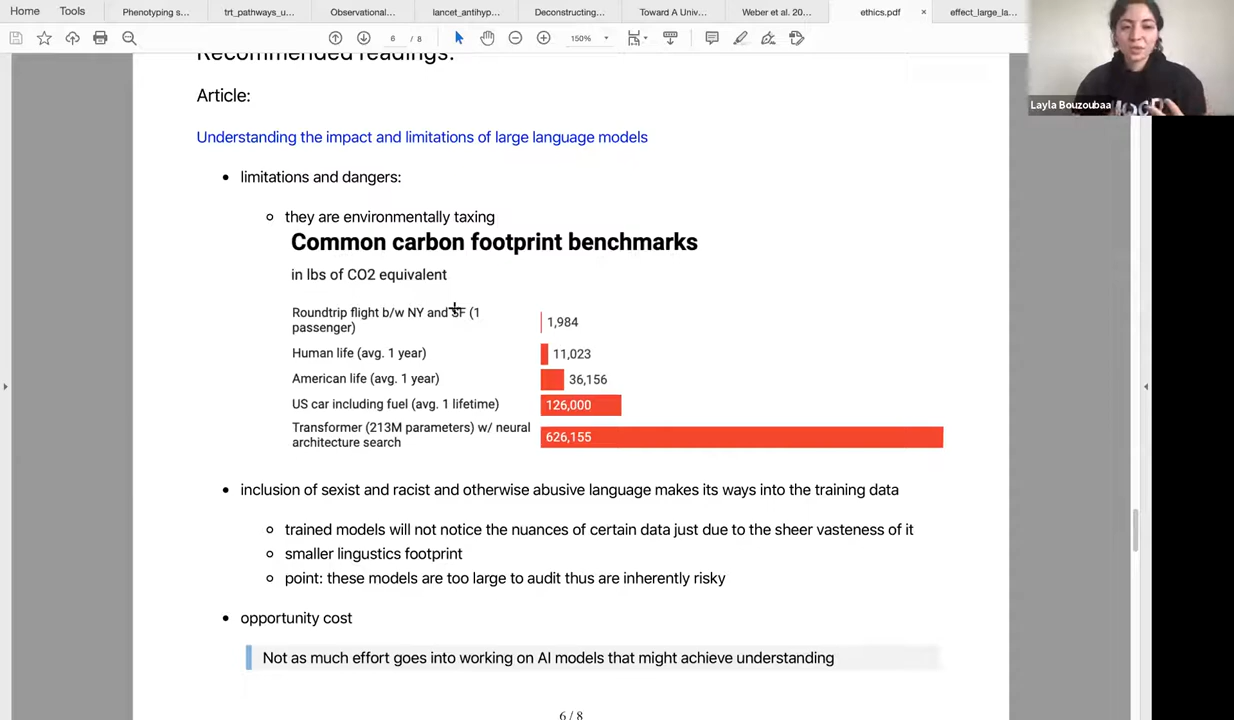 Home Tools Phenotyping s... trt_pathways_u... Observational... lancet_antihyp... Deconstructing... Toward A Univ... Weber et al. 20... ethics.pdf × effect_large_la...
6 / 8 150%
Layla Bouzoubaa
Recommended readings:
Article:
Understanding the impact and limitations of large language models
• limitations and dangers:
○ they are environmentally taxing
Common carbon footprint benchmarks
in lbs of CO2 equivalent
Roundtrip flight b/w NY and SF (1
passenger)
1,984
Human life (avg. 1 year) 11,023
American life (avg. 1 year) 36,156
US car including fuel (avg. 1 lifetime) 126,000
Transformer (213M parameters) w/ neural
architecture search
626,155
• inclusion of sexist and racist and otherwise abusive language makes its ways into the training data
○ trained models will not notice the nuances of certain data just due to the sheer vasteness of it
○ smaller lingustics footprint
○ point: these models are too large to audit thus are inherently risky
• opportunity cost
Not as much effort goes into working on AI models that might achieve understanding
6 / 8